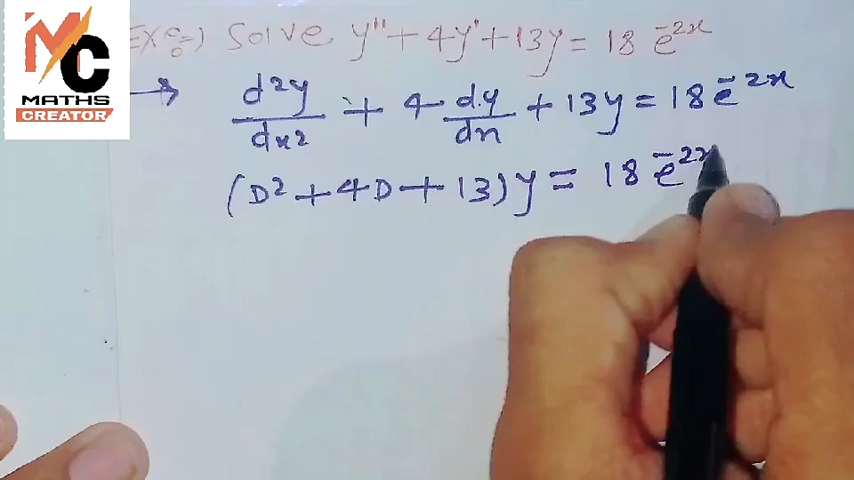 MC
MATHS
CREATOR
Solve y" + 4y' + 13y = 18 e^-2x
→ d²y/dx² + 4 dy/dx + 13y = 18 e^-2x
(D² + 4D + 13)y = 18 e^-2x